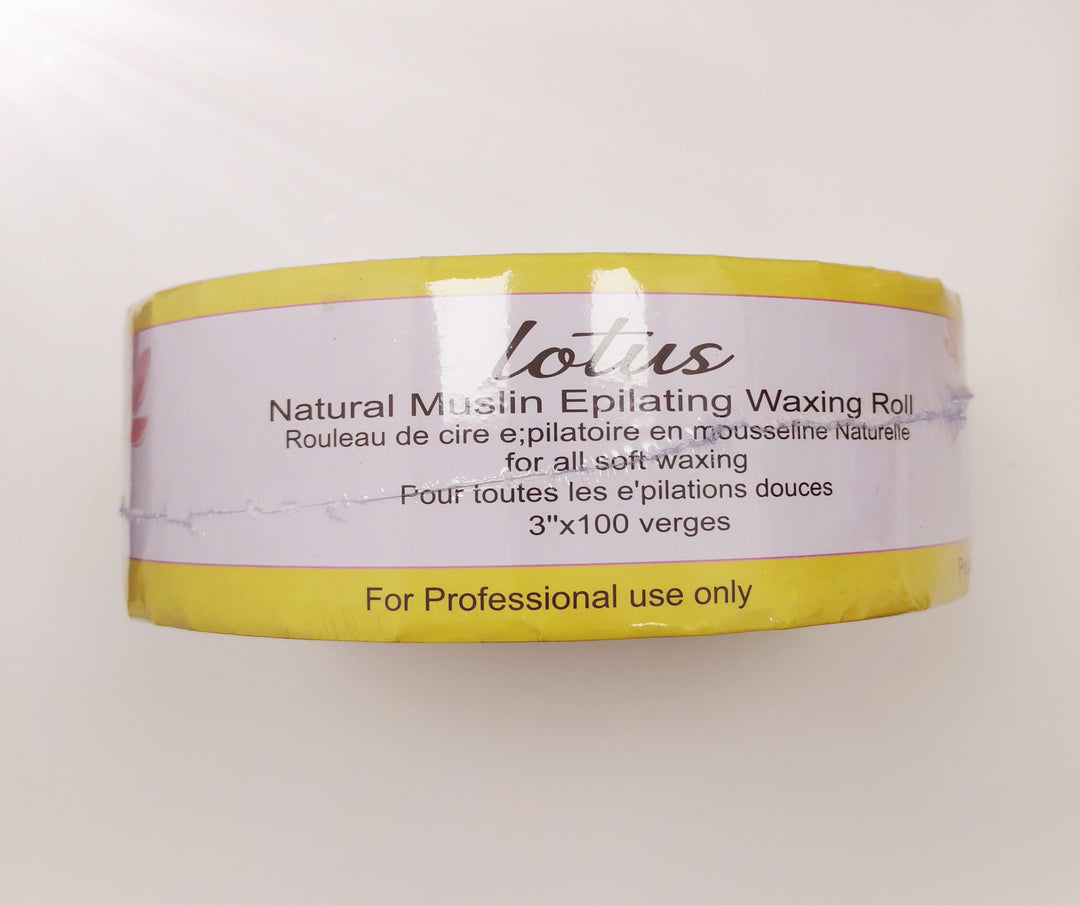 lotus
Natural Muslin Epilating Waxing Roll
Rouleau de cire e;pilatoire en mousseline Naturelle
for all soft waxing
Pour toutes les e'pilations douces
3"x100 verges
For Professional use only